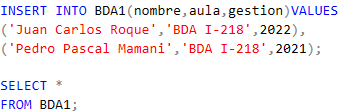 INSERT INTO BDA1(nombre,aula,gestion)VALUES
('Juan Carlos Roque','BDA I-218',2022),
('Pedro Pascal Mamani','BDA I-218',2021);
SELECT *
FROM BDA1;